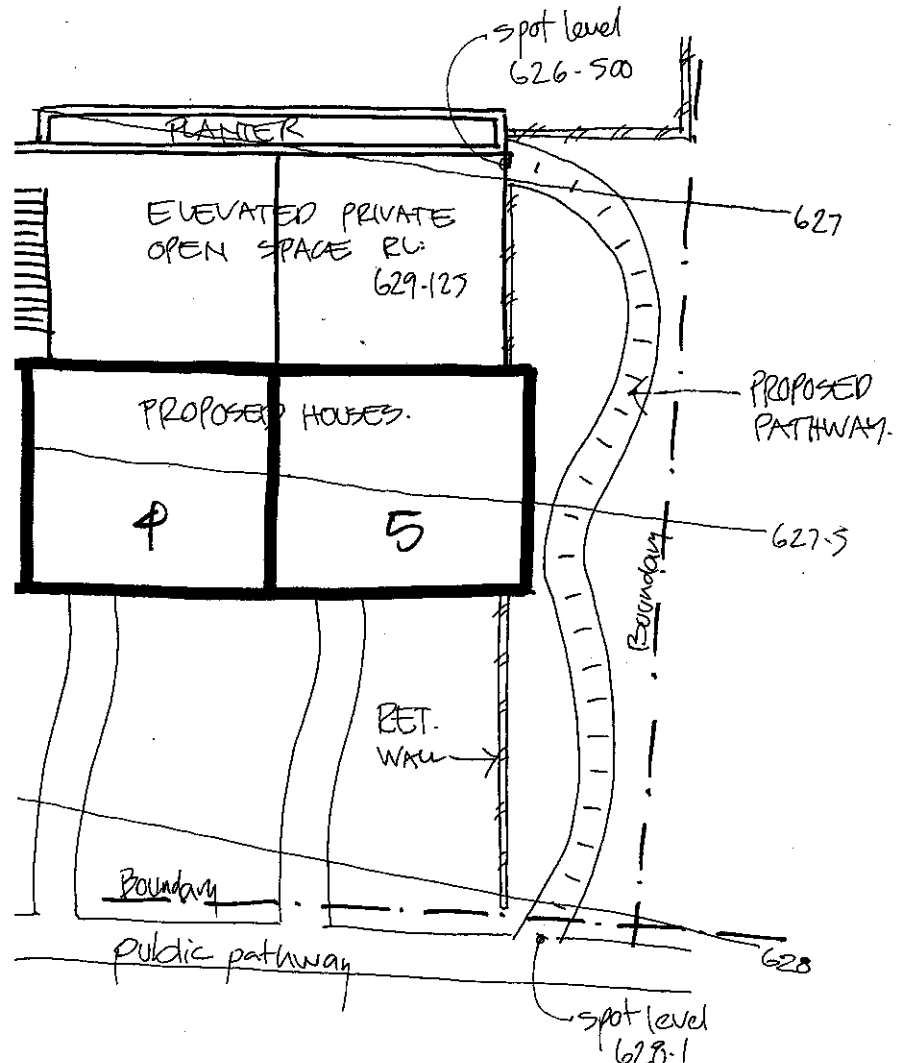 spot level
626-500
PLANTER
ELEVATED PRIVATE
OPEN SPACE RL:
629-125
627
PROPOSED
PATHWAY.
PROPOSED HOUSES.
4
5
627-5
Boundary
RET.
WALL
Boundary
public pathway
628
spot level
628-1